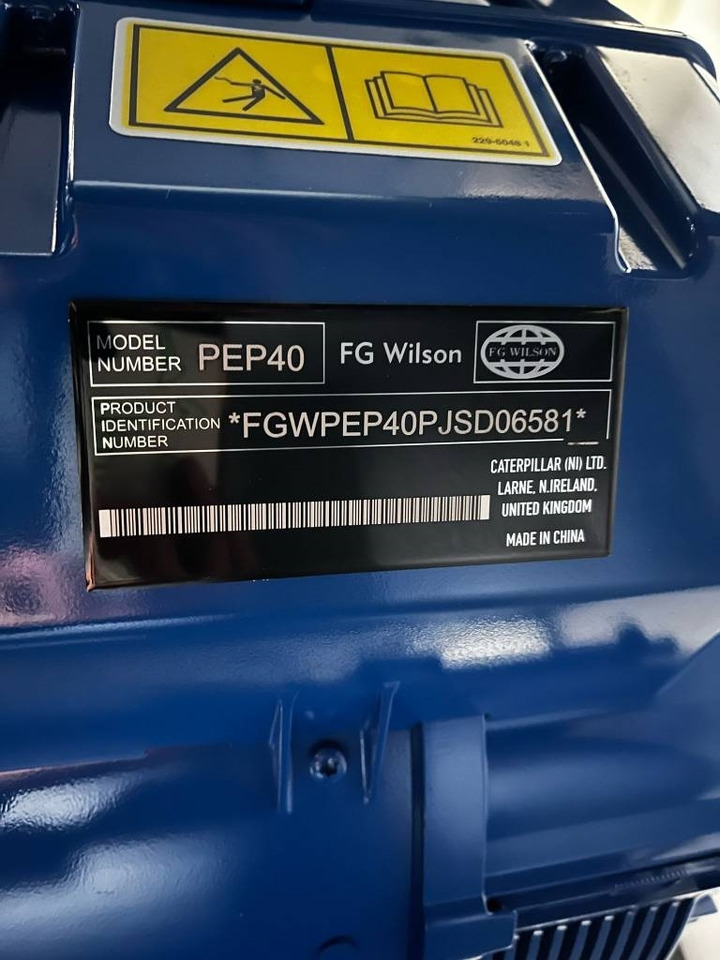 229-6048 1
MODEL
NUMBER PEP40
FG Wilson
FG WILSON
PRODUCT
IDENTIFICATION
NUMBER
*FGWPEP40PJSD06581*
CATERPILLAR (NI) LTD.
LARNE, N.IRELAND,
UNITED KINGDOM
MADE IN CHINA